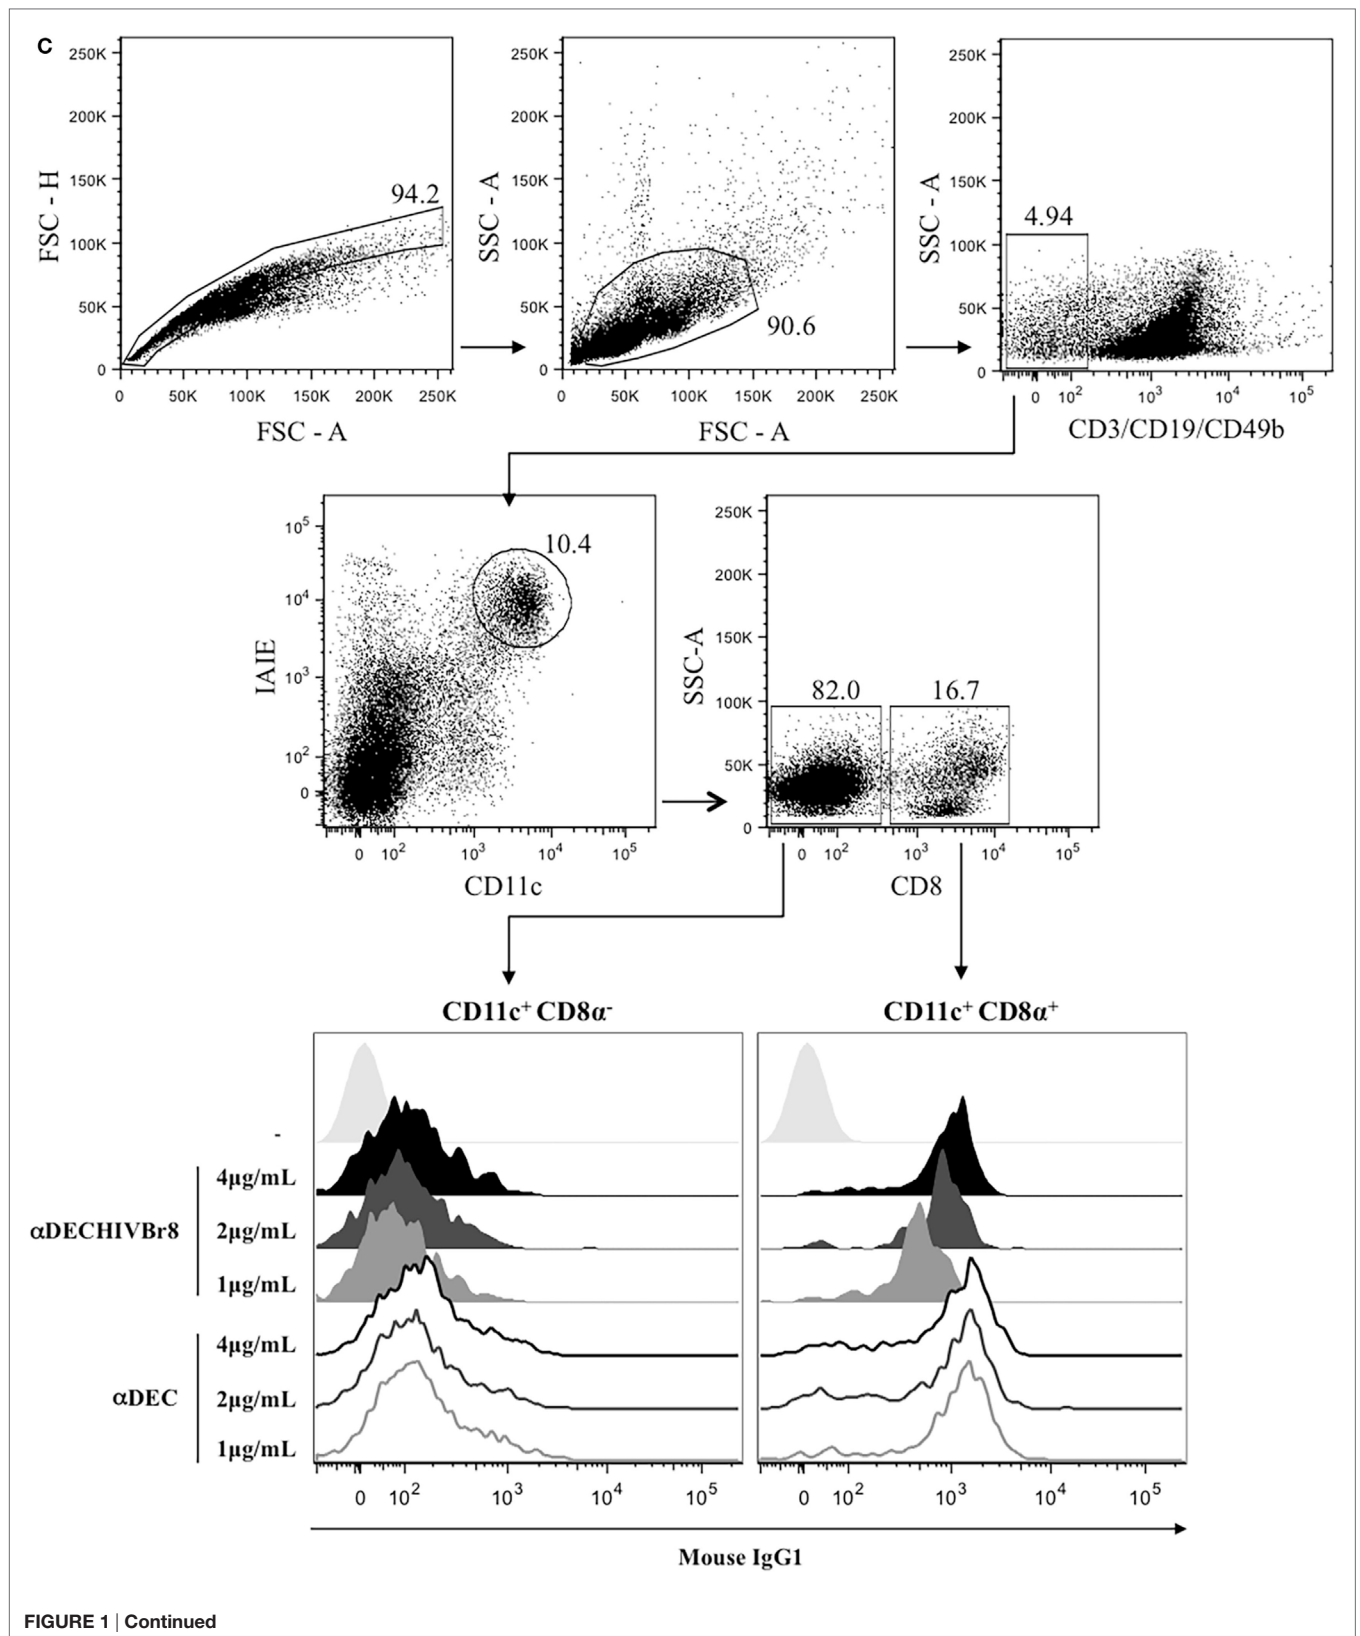 C
250K
200K
150K
100K
50K
0
FSC - H
94.2
0 50K 100K 150K 200K 250K
FSC - A
250K
200K
150K
100K
50K
0
SSC - A
90.6
0 50K 100K 150K 200K 250K
FSC - A
250K
200K
150K
100K
50K
0
SSC - A
4.94
0 10² 10³ 10⁴ 10⁵
CD3/CD19/CD49b
10⁵
10⁴
10³
10²
0
IAIE
10.4
0 10² 10³ 10⁴ 10⁵
CD11c
250K
200K
150K
100K
50K
0
SSC-A
82.0 16.7
0 10² 10³ 10⁴ 10⁵
CD8
CD11c⁺ CD8α⁻
CD11c⁺ CD8α⁺
-
αDECHIVBr8
4µg/mL
2µg/mL
1µg/mL
αDEC
4µg/mL
2µg/mL
1µg/mL
0 10² 10³ 10⁴ 10⁵
0 10² 10³ 10⁴ 10⁵
Mouse IgG1
FIGURE 1 | Continued